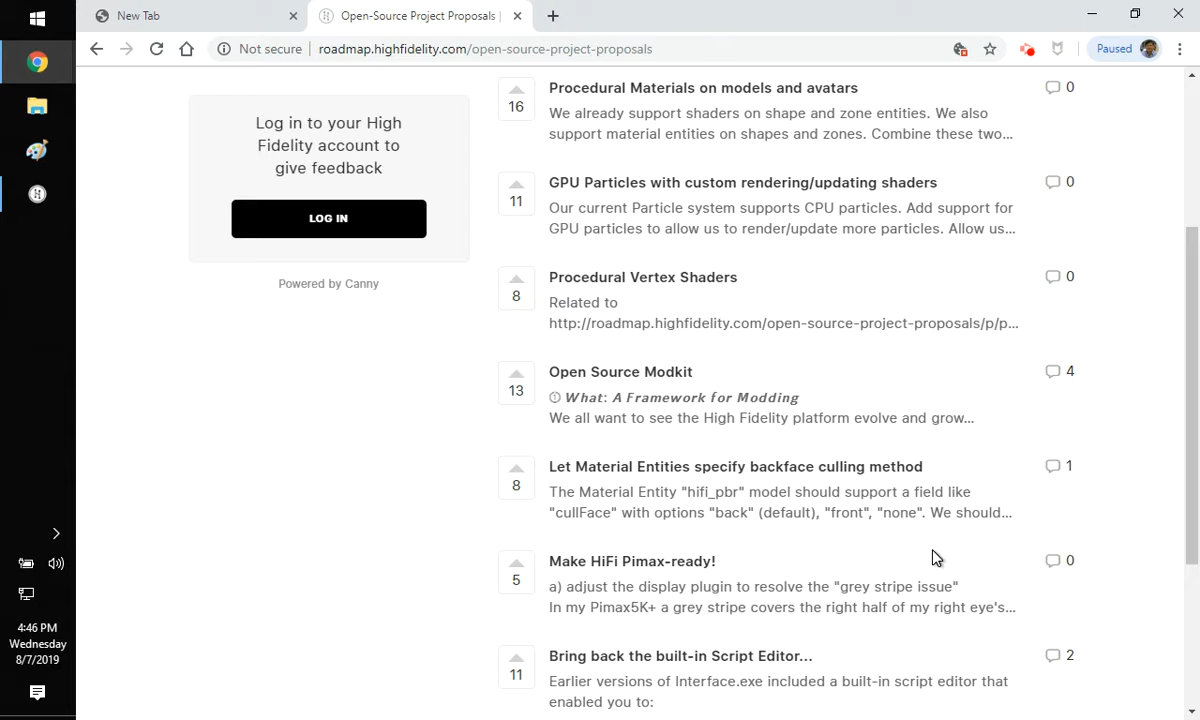 New Tab
Open-Source Project Proposals |
Not secure
roadmap.highfidelity.com/open-source-project-proposals
Paused
Log in to your High
Fidelity account to
give feedback
LOG IN
Powered by Canny
16
Procedural Materials on models and avatars
0
We already support shaders on shape and zone entities. We also
support material entities on shapes and zones. Combine these two...
11
GPU Particles with custom rendering/updating shaders
0
Our current Particle system supports CPU particles. Add support for
GPU particles to allow us to render/update more particles. Allow us...
8
Procedural Vertex Shaders
0
Related to
http://roadmap.highfidelity.com/open-source-project-proposals/p/p...
13
Open Source Modkit
4
What: A Framework for Modding
We all want to see the High Fidelity platform evolve and grow...
8
Let Material Entities specify backface culling method
1
The Material Entity "hifi_pbr" model should support a field like
"cullFace" with options "back" (default), "front", "none". We should...
5
Make HiFi Pimax-ready!
0
a) adjust the display plugin to resolve the "grey stripe issue"
In my Pimax5K+ a grey stripe covers the right half of my right eye's...
11
Bring back the built-in Script Editor...
2
Earlier versions of Interface.exe included a built-in script editor that
enabled you to:
4:46 PM
Wednesday
8/7/2019